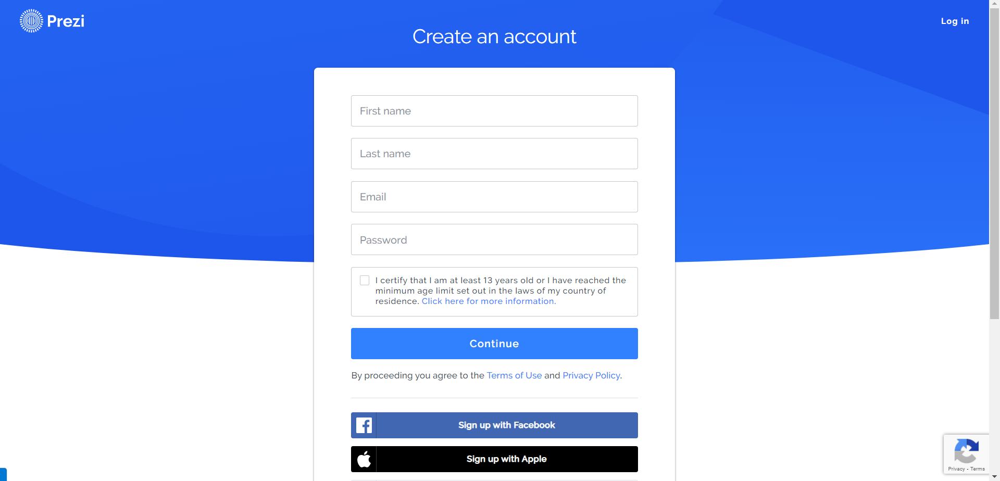 Prezi
Log in
Create an account
First name
Last name
Email
Password
I certify that I am at least 13 years old or I have reached the
minimum age limit set out in the laws of my country of
residence. Click here for more information.
Continue
By proceeding you agree to the Terms of Use and Privacy Policy.
Sign up with Facebook
Sign up with Apple
Privacy - Terms